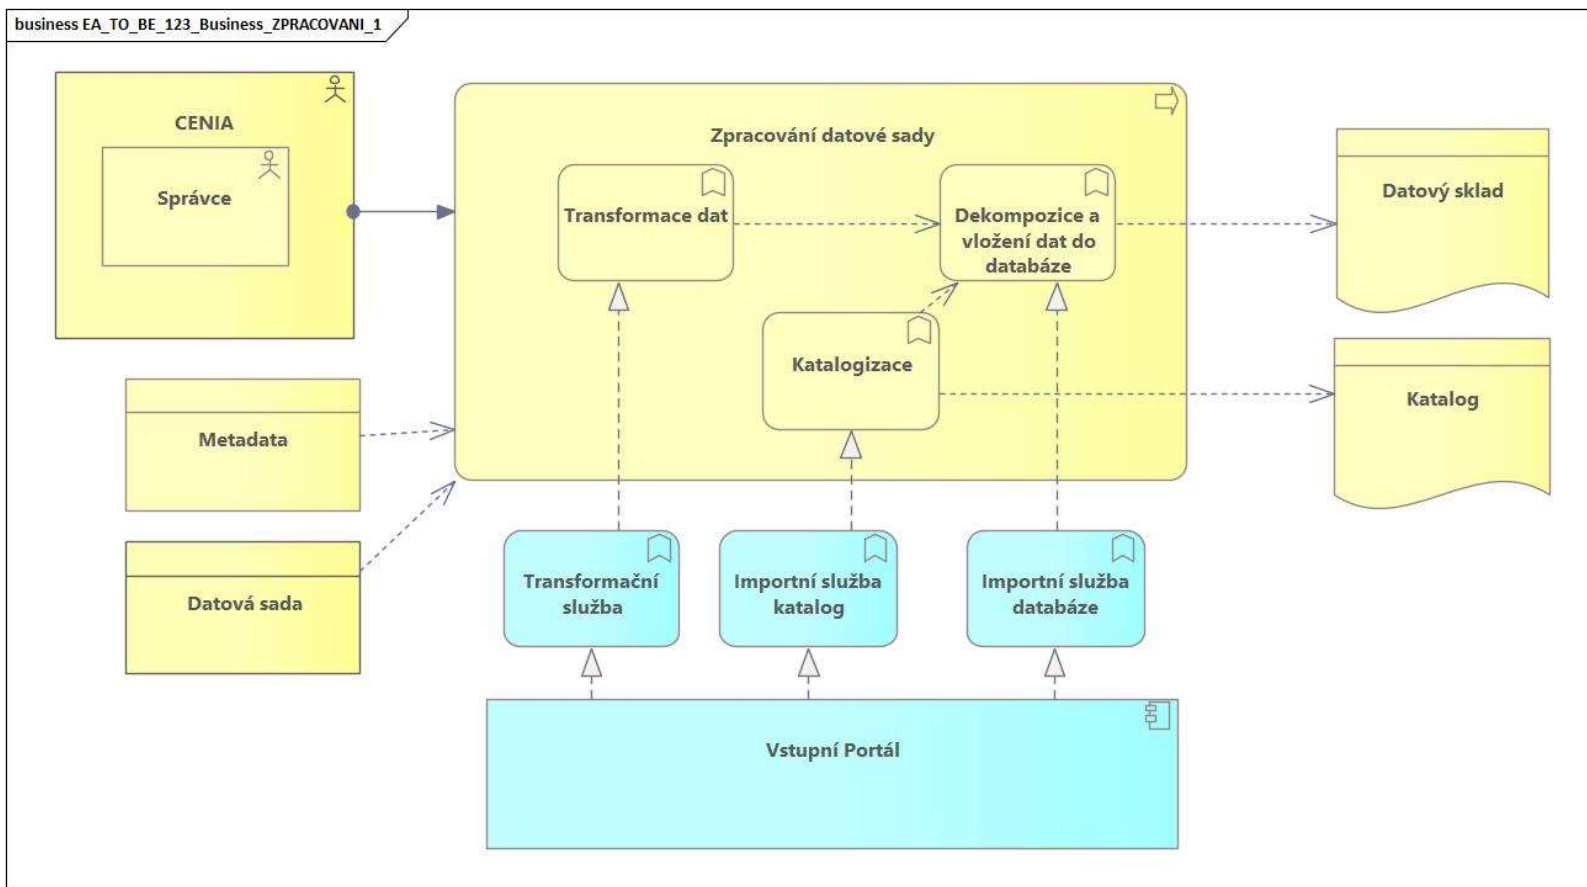 business EA_TO_BE_123_Business_ZPRACOVANI_1
CENIA
Správce
Zpracování datové sady
Transformace dat
Dekompozice a
vložení dat do
databáze
Katalogizace
Datový sklad
Katalog
Metadata
Datová sada
Transformační
služba
Importní služba
katalog
Importní služba
databáze
Vstupní Portál